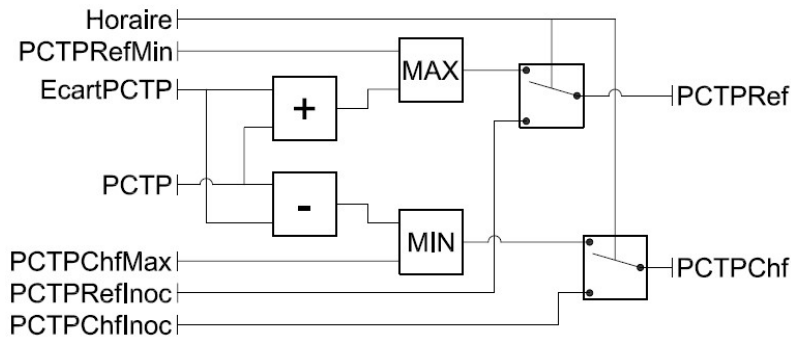 Horaire
PCTPRefMin
EcartPCTP
PCTP
PCTPChfMax
PCTPRefInoc
PCTPChfInoc
+
-
MAX
MIN
PCTPRef
PCTPChf